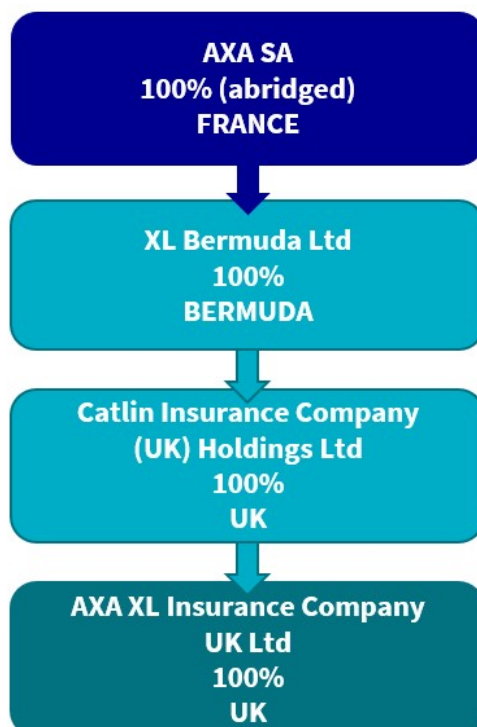 AXA SA
100% (abridged)
FRANCE
XL Bermuda Ltd
100%
BERMUDA
Catlin Insurance Company
(UK) Holdings Ltd
100%
UK
AXA XL Insurance Company
UK Ltd
100%
UK